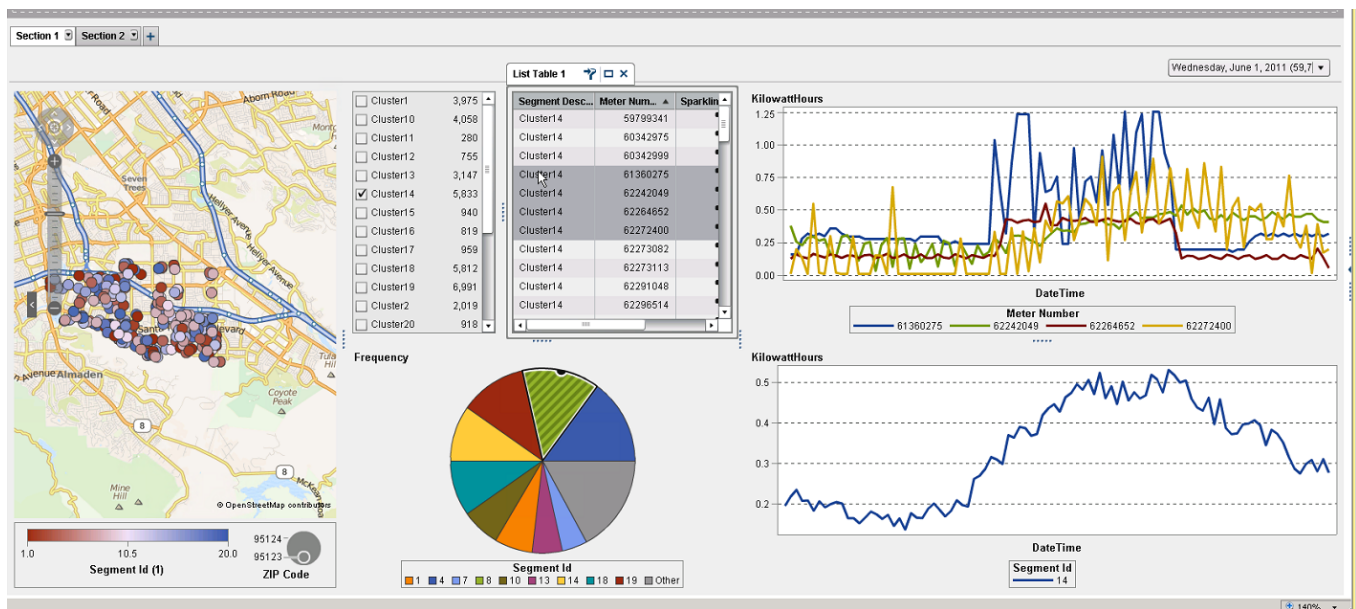 Section 1
Section 2
+
Wednesday, June 1, 2011 (59,7
List Table 1
Aborn Road
Seven
Trees
Hellyer Avenue
Hellyer Avenue
Almaden
Coyote
Peak
8
8
Mine
Hill
© OpenStreetMap contributors
1.0 10.5 20.0
Segment Id (1)
95124
95123
ZIP Code
Cluster1 3,975
Cluster10 4,058
Cluster11 280
Cluster12 755
Cluster13 3,147
Cluster14 5,833
Cluster15 940
Cluster16 819
Cluster17 959
Cluster18 5,812
Cluster19 6,991
Cluster2 2,019
Cluster20 918
Segment Desc... Meter Num... Sparklin
Cluster14 59799341
Cluster14 60342975
Cluster14 60342999
Cluster14 61360275
Cluster14 62242049
Cluster14 62264652
Cluster14 62272400
Cluster14 62273082
Cluster14 62273113
Cluster14 62291048
Cluster14 62296514
KilowattHours
1.25
1.00
0.75
0.50
0.25
0.00
DateTime
Meter Number
61360275 62242049 62264652 62272400
Frequency
Segment Id
1 4 7 8 10 13 14 18 19 Other
KilowattHours
0.5
0.4
0.3
0.2
DateTime
Segment Id
14
140%